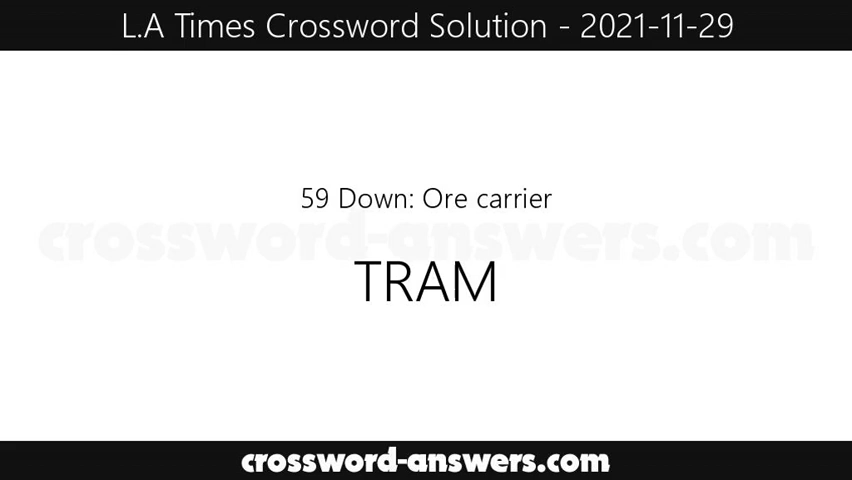 L.A Times Crossword Solution - 2021-11-29
59 Down: Ore carrier
crossword-answers.com
TRAM
crossword-answers.com